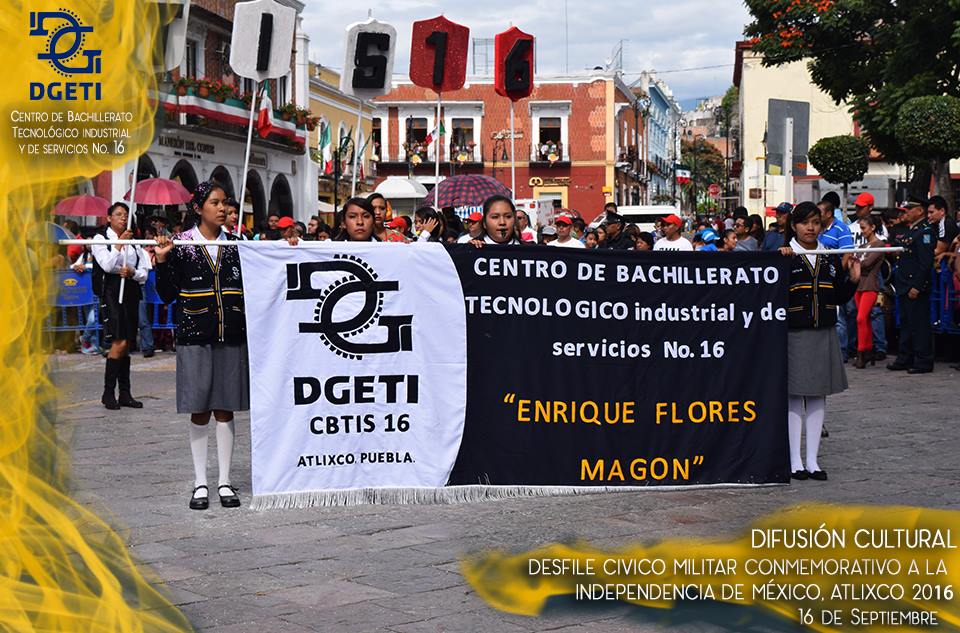 DGETI
CENTRO DE BACHILLERATO
TECNOLÓGICO INDUSTRIAL
Y DE SERVICIOS NO. 16
I S 1 6
DGETI
CBTIS 16
ATLIXCO. PUEBLA.
CENTRO DE BACHILLERATO
TECNOLOGICO industrial y de
servicios No. 16
“ENRIQUE FLORES
MAGON”
DIFUSIÓN CULTURAL
DESFILE CIVICO MILITAR CONMEMORATIVO A LA
INDEPENDENCIA DE MÉXICO, ATLIXCO 2016
16 DE SEPTIEMBRE